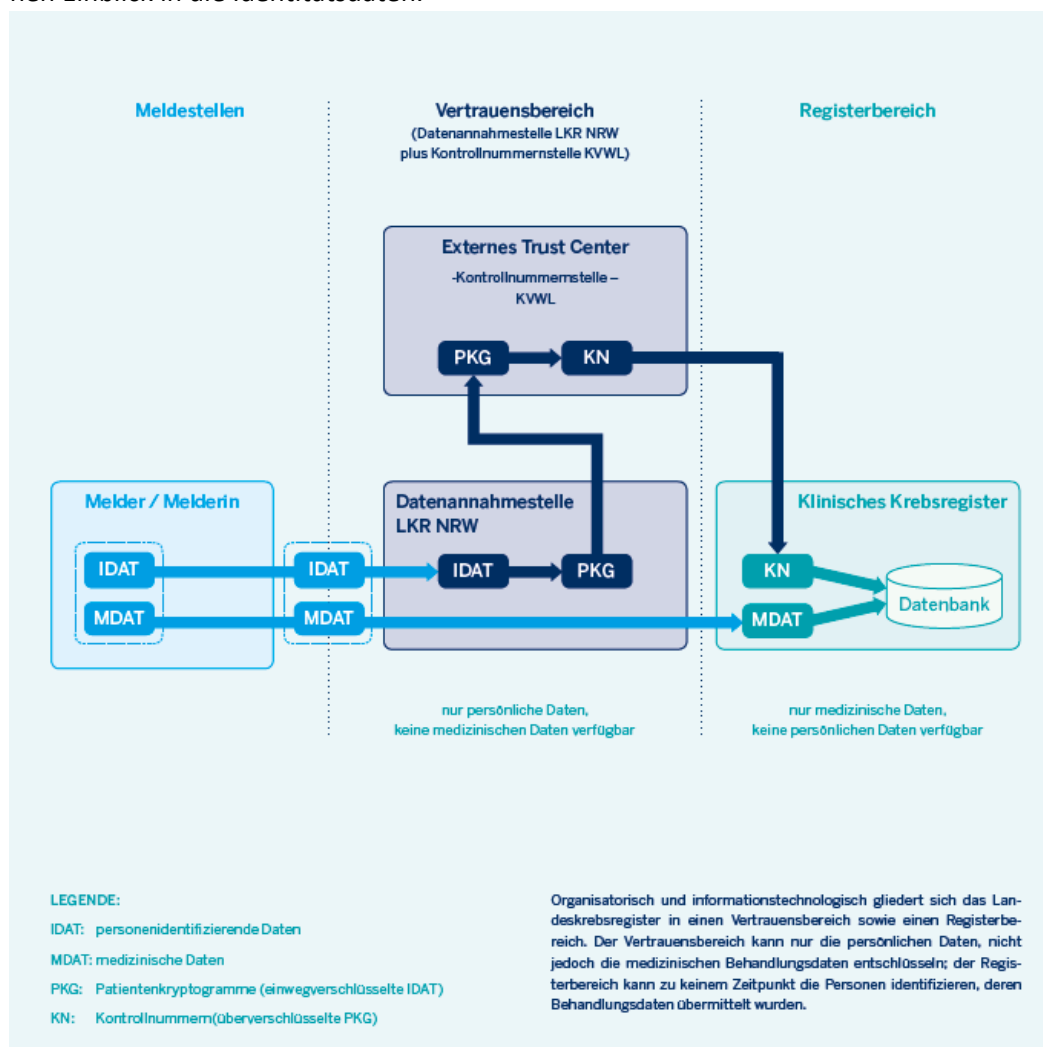 Meldestellen
Vertrauensbereich
(Datenannahmestelle LKR NRW
plus Kontrollnummernstelle KVWL)
Registerbereich
Externes Trust Center
-Kontrollnummernstelle –
KVWL
PKG
KN
Melder / Melderin
IDAT
MDAT
IDAT
MDAT
Datenannahmestelle
LKR NRW
IDAT
PKG
Klinisches Krebsregister
KN
MDAT
Datenbank
nur persönliche Daten,
keine medizinischen Daten verfügbar
nur medizinische Daten,
keine persönlichen Daten verfügbar
LEGENDE:
IDAT: personenidentifizierende Daten
MDAT: medizinische Daten
PKG: Patientenkryptogramme (einwegverschlüsselte IDAT)
KN: Kontrollnummern(überverschlüsselte PKG)
Organisatorisch und informationstechnologisch gliedert sich das Lan-
deskrebsregister in einen Vertrauensbereich sowie einen Registerbe-
reich. Der Vertrauensbereich kann nur die persönlichen Daten, nicht
jedoch die medizinischen Behandlungsdaten entschlüsseln; der Regis-
terbereich kann zu keinem Zeitpunkt die Personen identifizieren, deren
Behandlungsdaten übermittelt wurden.